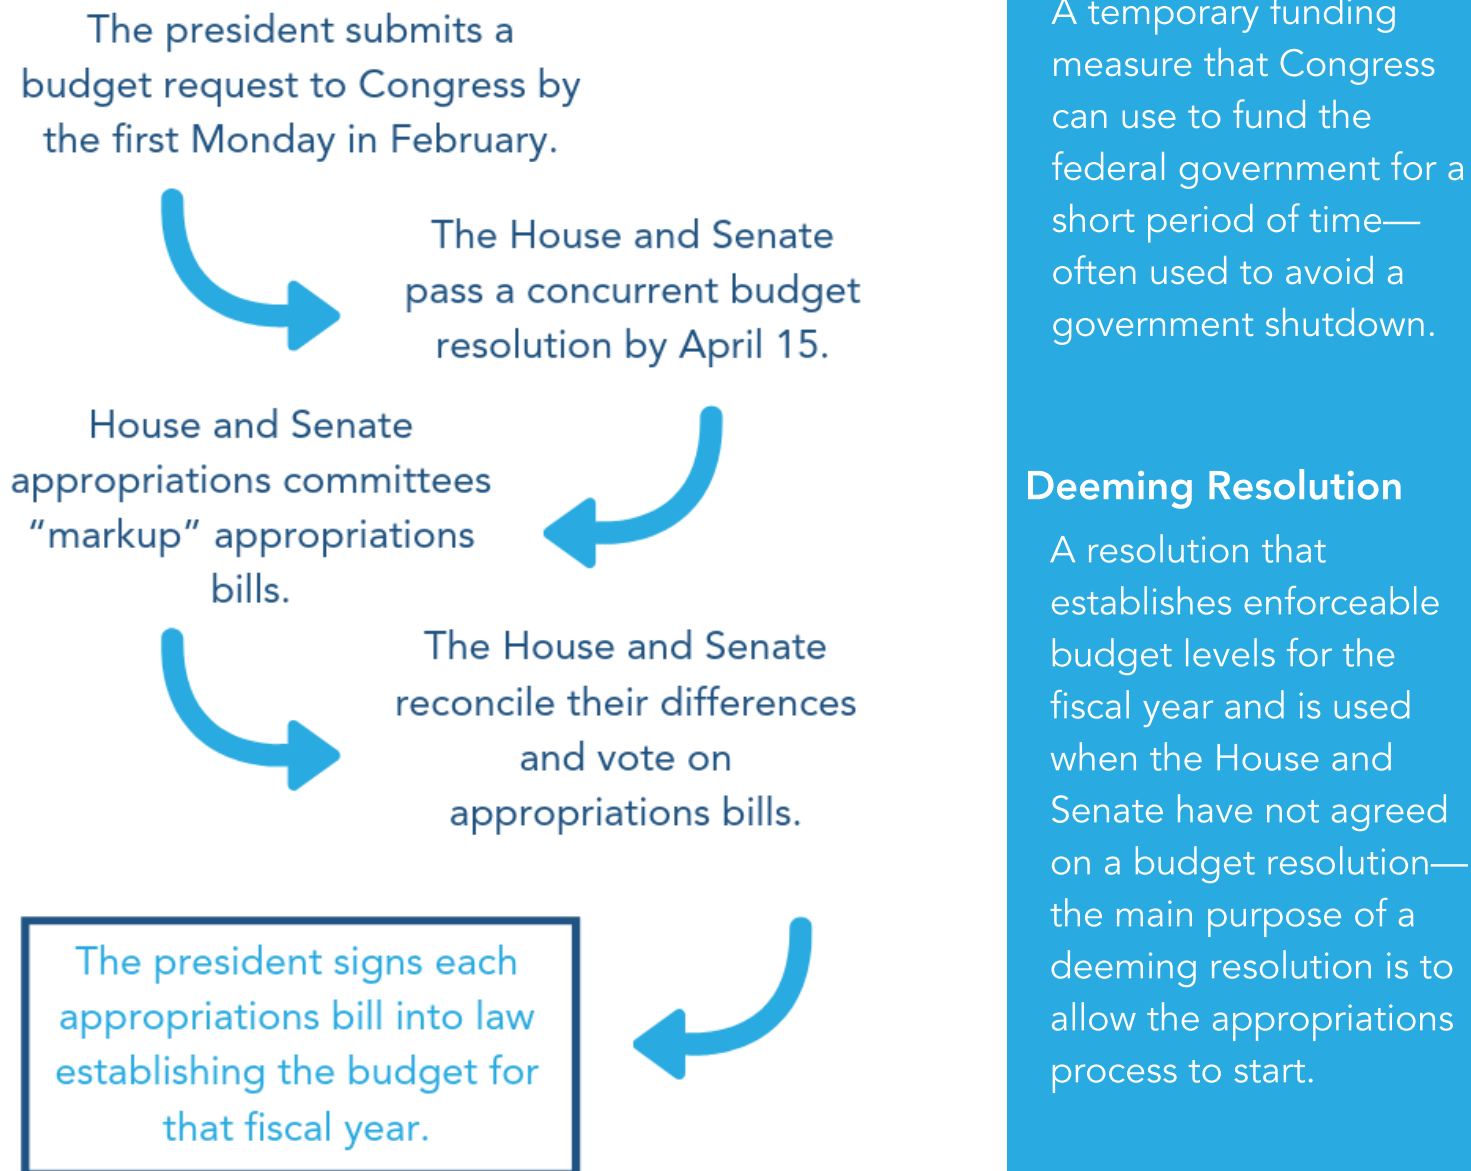 The president submits a
budget request to Congress by
the first Monday in February.
The House and Senate
pass a concurrent budget
resolution by April 15.
House and Senate
appropriations committees
“markup” appropriations
bills.
The House and Senate
reconcile their differences
and vote on
appropriations bills.
The president signs each
appropriations bill into law
establishing the budget for
that fiscal year.
A temporary funding
measure that Congress
can use to fund the
federal government for a
short period of time—
often used to avoid a
government shutdown.
Deeming Resolution
A resolution that
establishes enforceable
budget levels for the
fiscal year and is used
when the House and
Senate have not agreed
on a budget resolution—
the main purpose of a
deeming resolution is to
allow the appropriations
process to start.